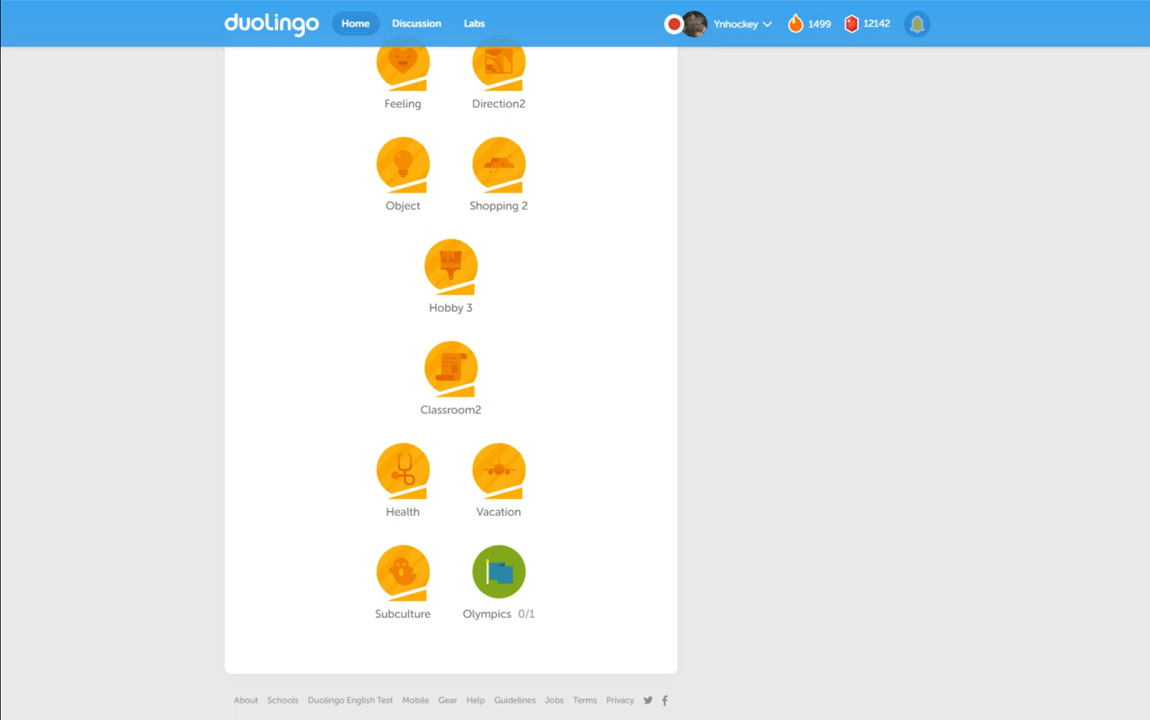 duolingo Home Discussion Labs Ynhockey 1499 12142
Feeling Direction2
Object Shopping 2
Hobby 3
Classroom2
Health Vacation
Subculture Olympics 0/1
About Schools Duolingo English Test Mobile Gear Help Guidelines Jobs Terms Privacy